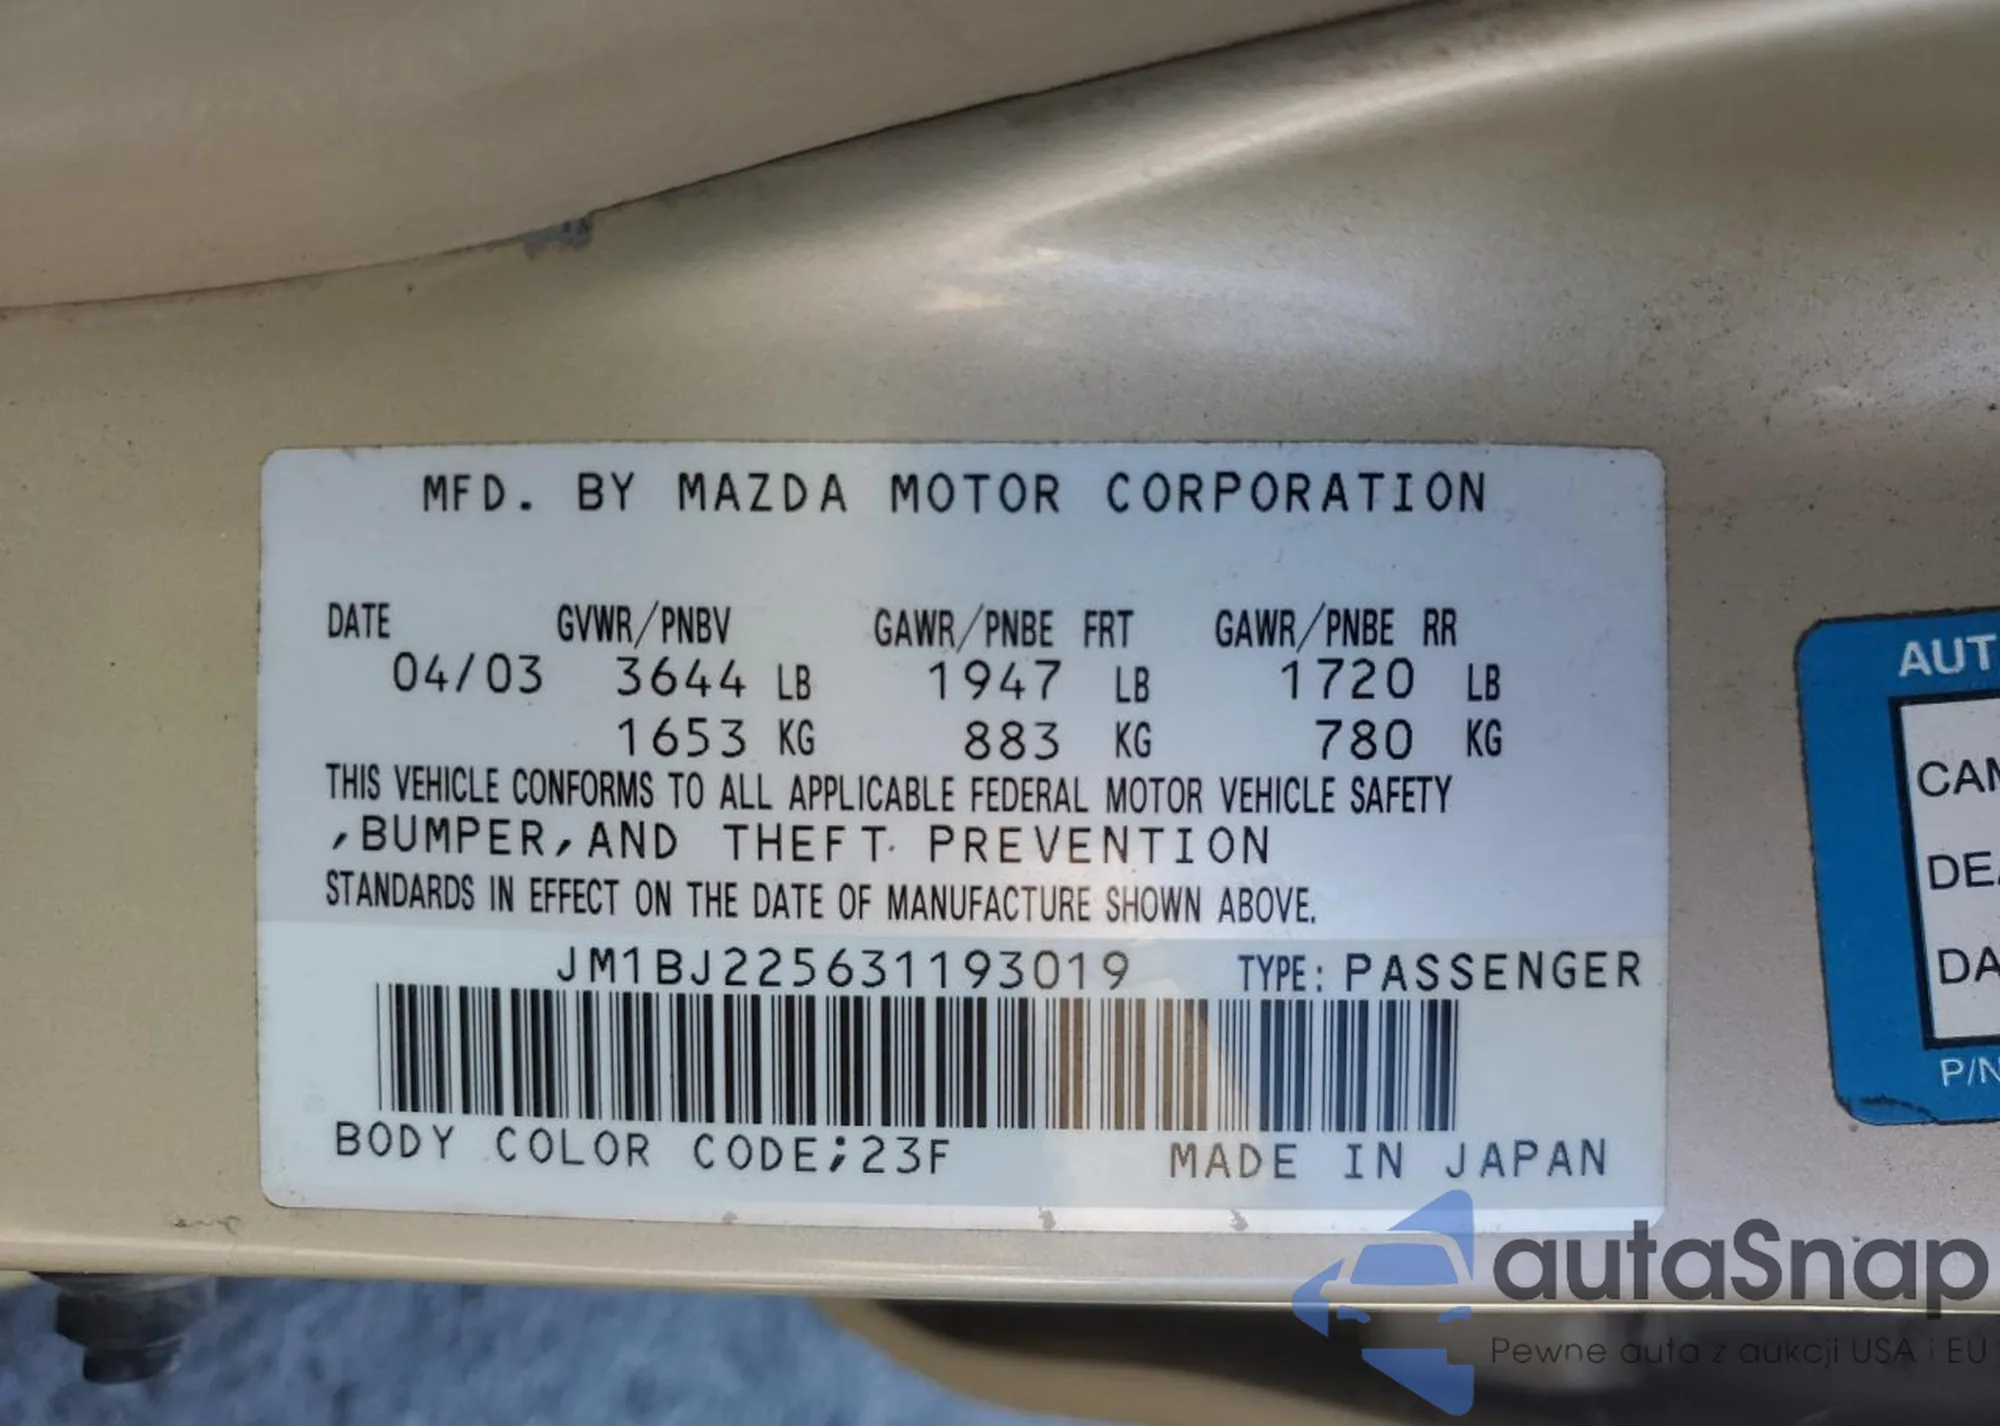 MFD. BY MAZDA MOTOR CORPORATION
DATE GVWR/PNBV GAWR/PNBE FRT GAWR/PNBE RR
04/03 3644 LB 1947 LB 1720 LB
1653 KG 883 KG 780 KG
THIS VEHICLE CONFORMS TO ALL APPLICABLE FEDERAL MOTOR VEHICLE SAFETY
,BUMPER,AND THEFT PREVENTION
STANDARDS IN EFFECT ON THE DATE OF MANUFACTURE SHOWN ABOVE.
JM1BJ225631193019 TYPE: PASSENGER
BODY COLOR CODE;23F MADE IN JAPAN
AUT
CAM
DEA
DA
P/N
autaSnap
Pewne auta z aukcji USA i EU